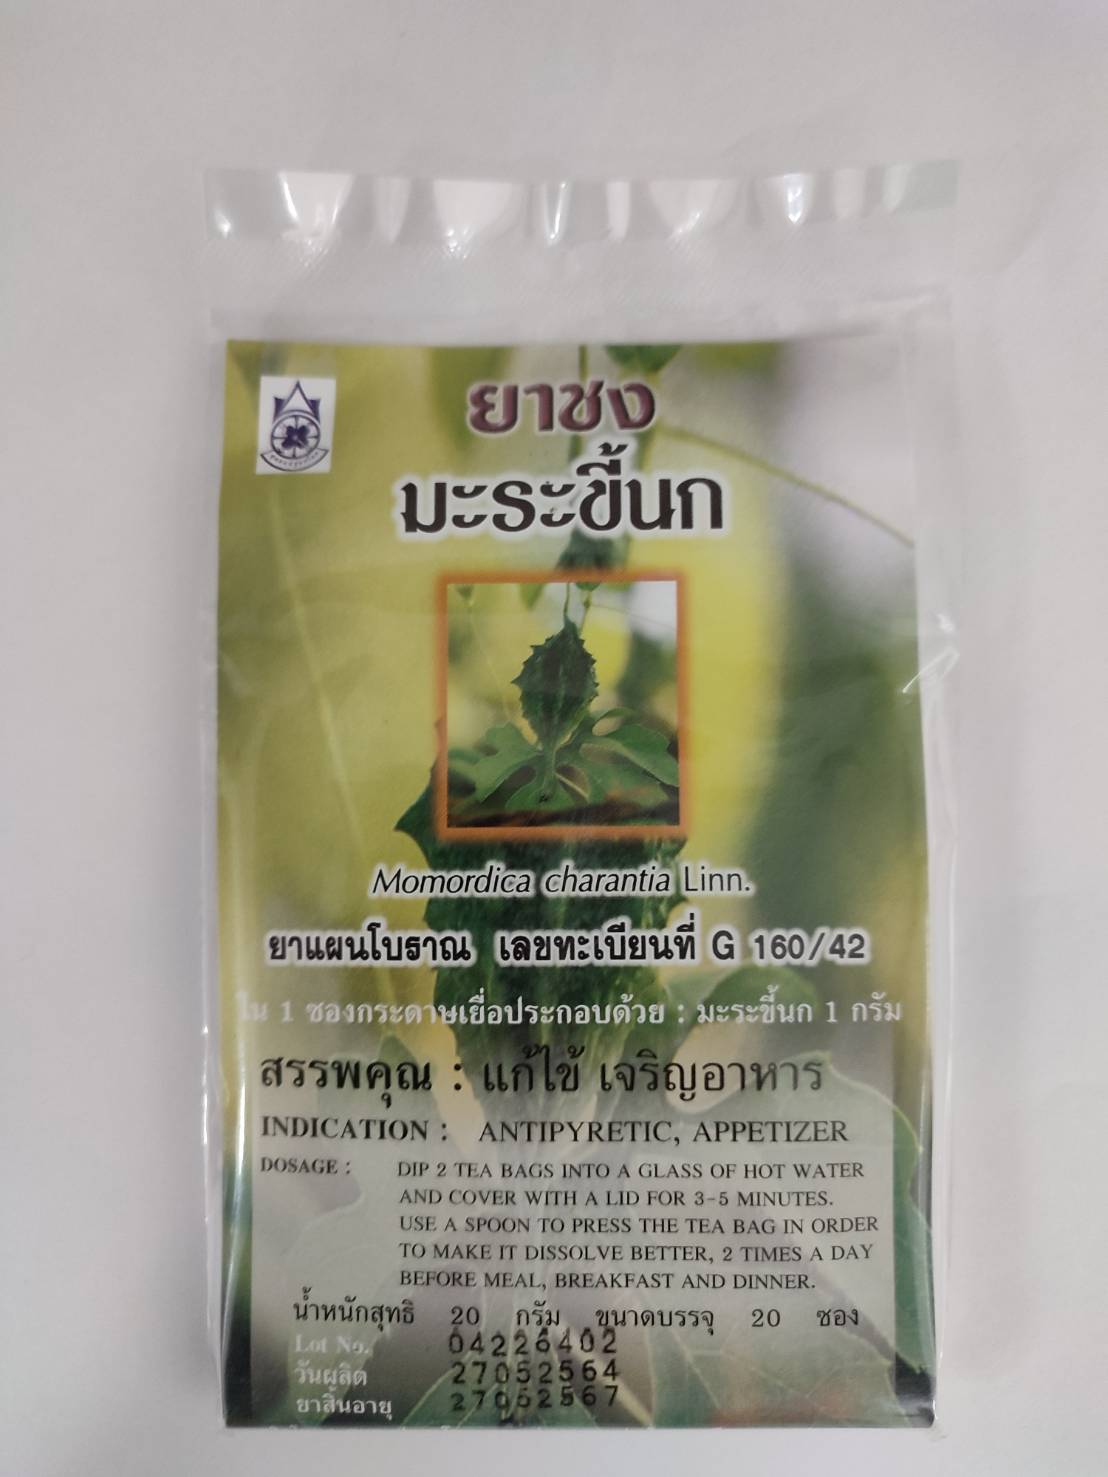 ยาชง
มะระขี้นก
Momordica charantia Linn.
ยาแผนโบราณ เลขทะเบียนที่ G 160/42
ใน 1 ซองกระดาษเยื่อประกอบด้วย : มะระขี้นก 1 กรัม
สรรพคุณ : แก้ไข้ เจริญอาหาร
INDICATION : ANTIPYRETIC, APPETIZER
DOSAGE : DIP 2 TEA BAGS INTO A GLASS OF HOT WATER
AND COVER WITH A LID FOR 3-5 MINUTES.
USE A SPOON TO PRESS THE TEA BAG IN ORDER
TO MAKE IT DISSOLVE BETTER, 2 TIMES A DAY
BEFORE MEAL, BREAKFAST AND DINNER.
น้ำหนักสุทธิ 20 กรัม ขนาดบรรจุ 20 ซอง
Lot No. 04226402
วันผลิต 27052564
ยาสิ้นอายุ 27052567